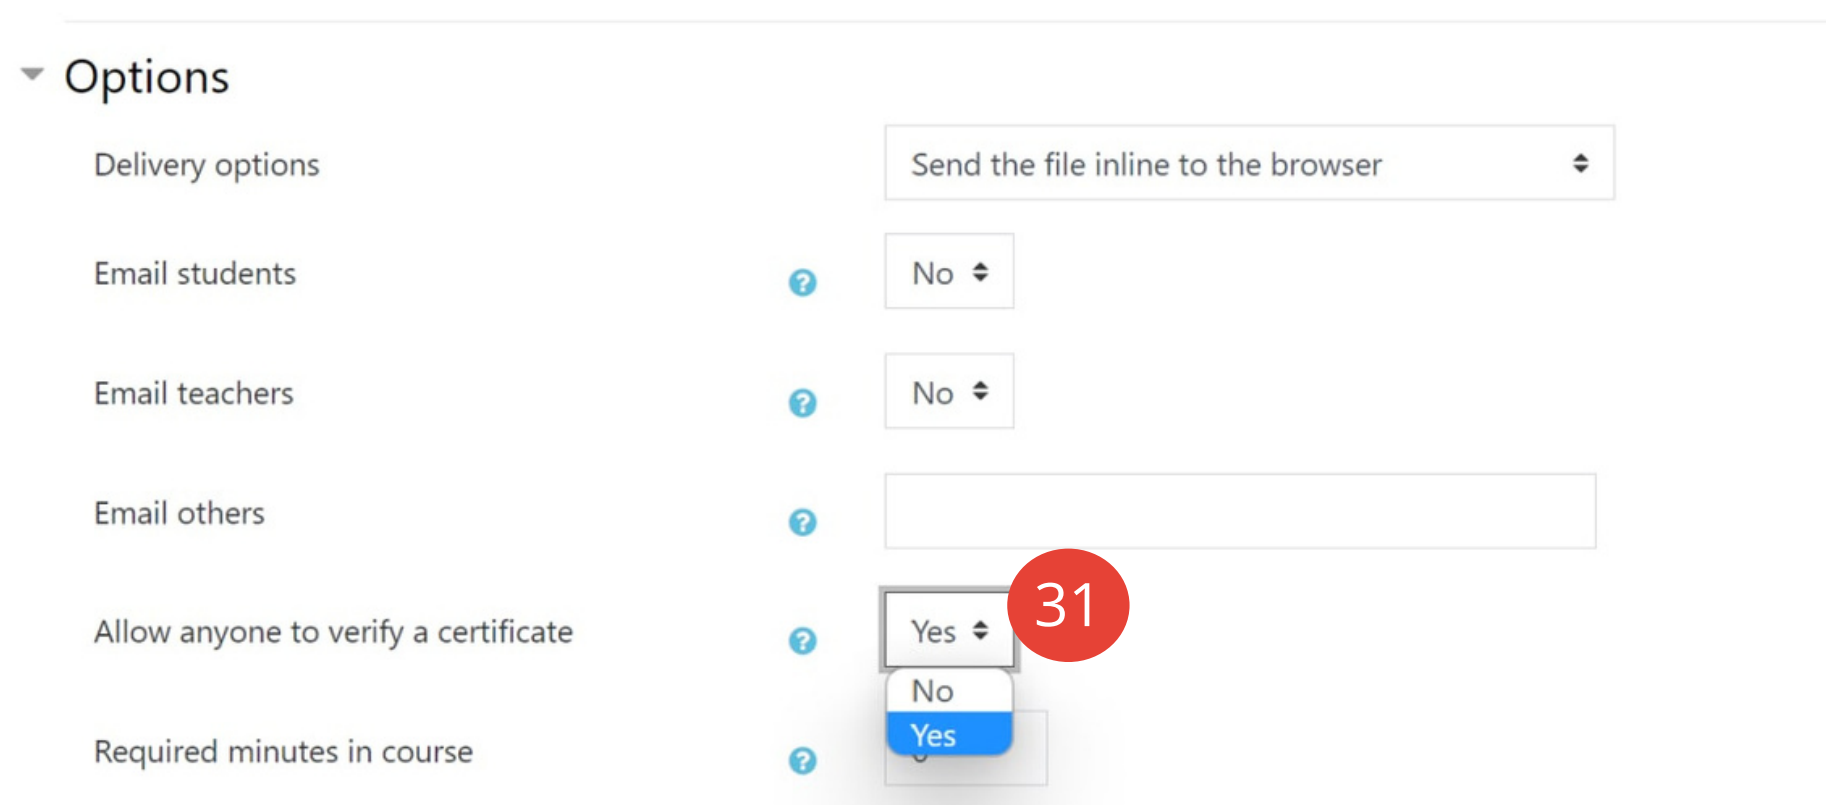 Options
Delivery options
Send the file inline to the browser
Email students
No
Email teachers
No
Email others
Allow anyone to verify a certificate
Yes
31
No
Yes
Required minutes in course